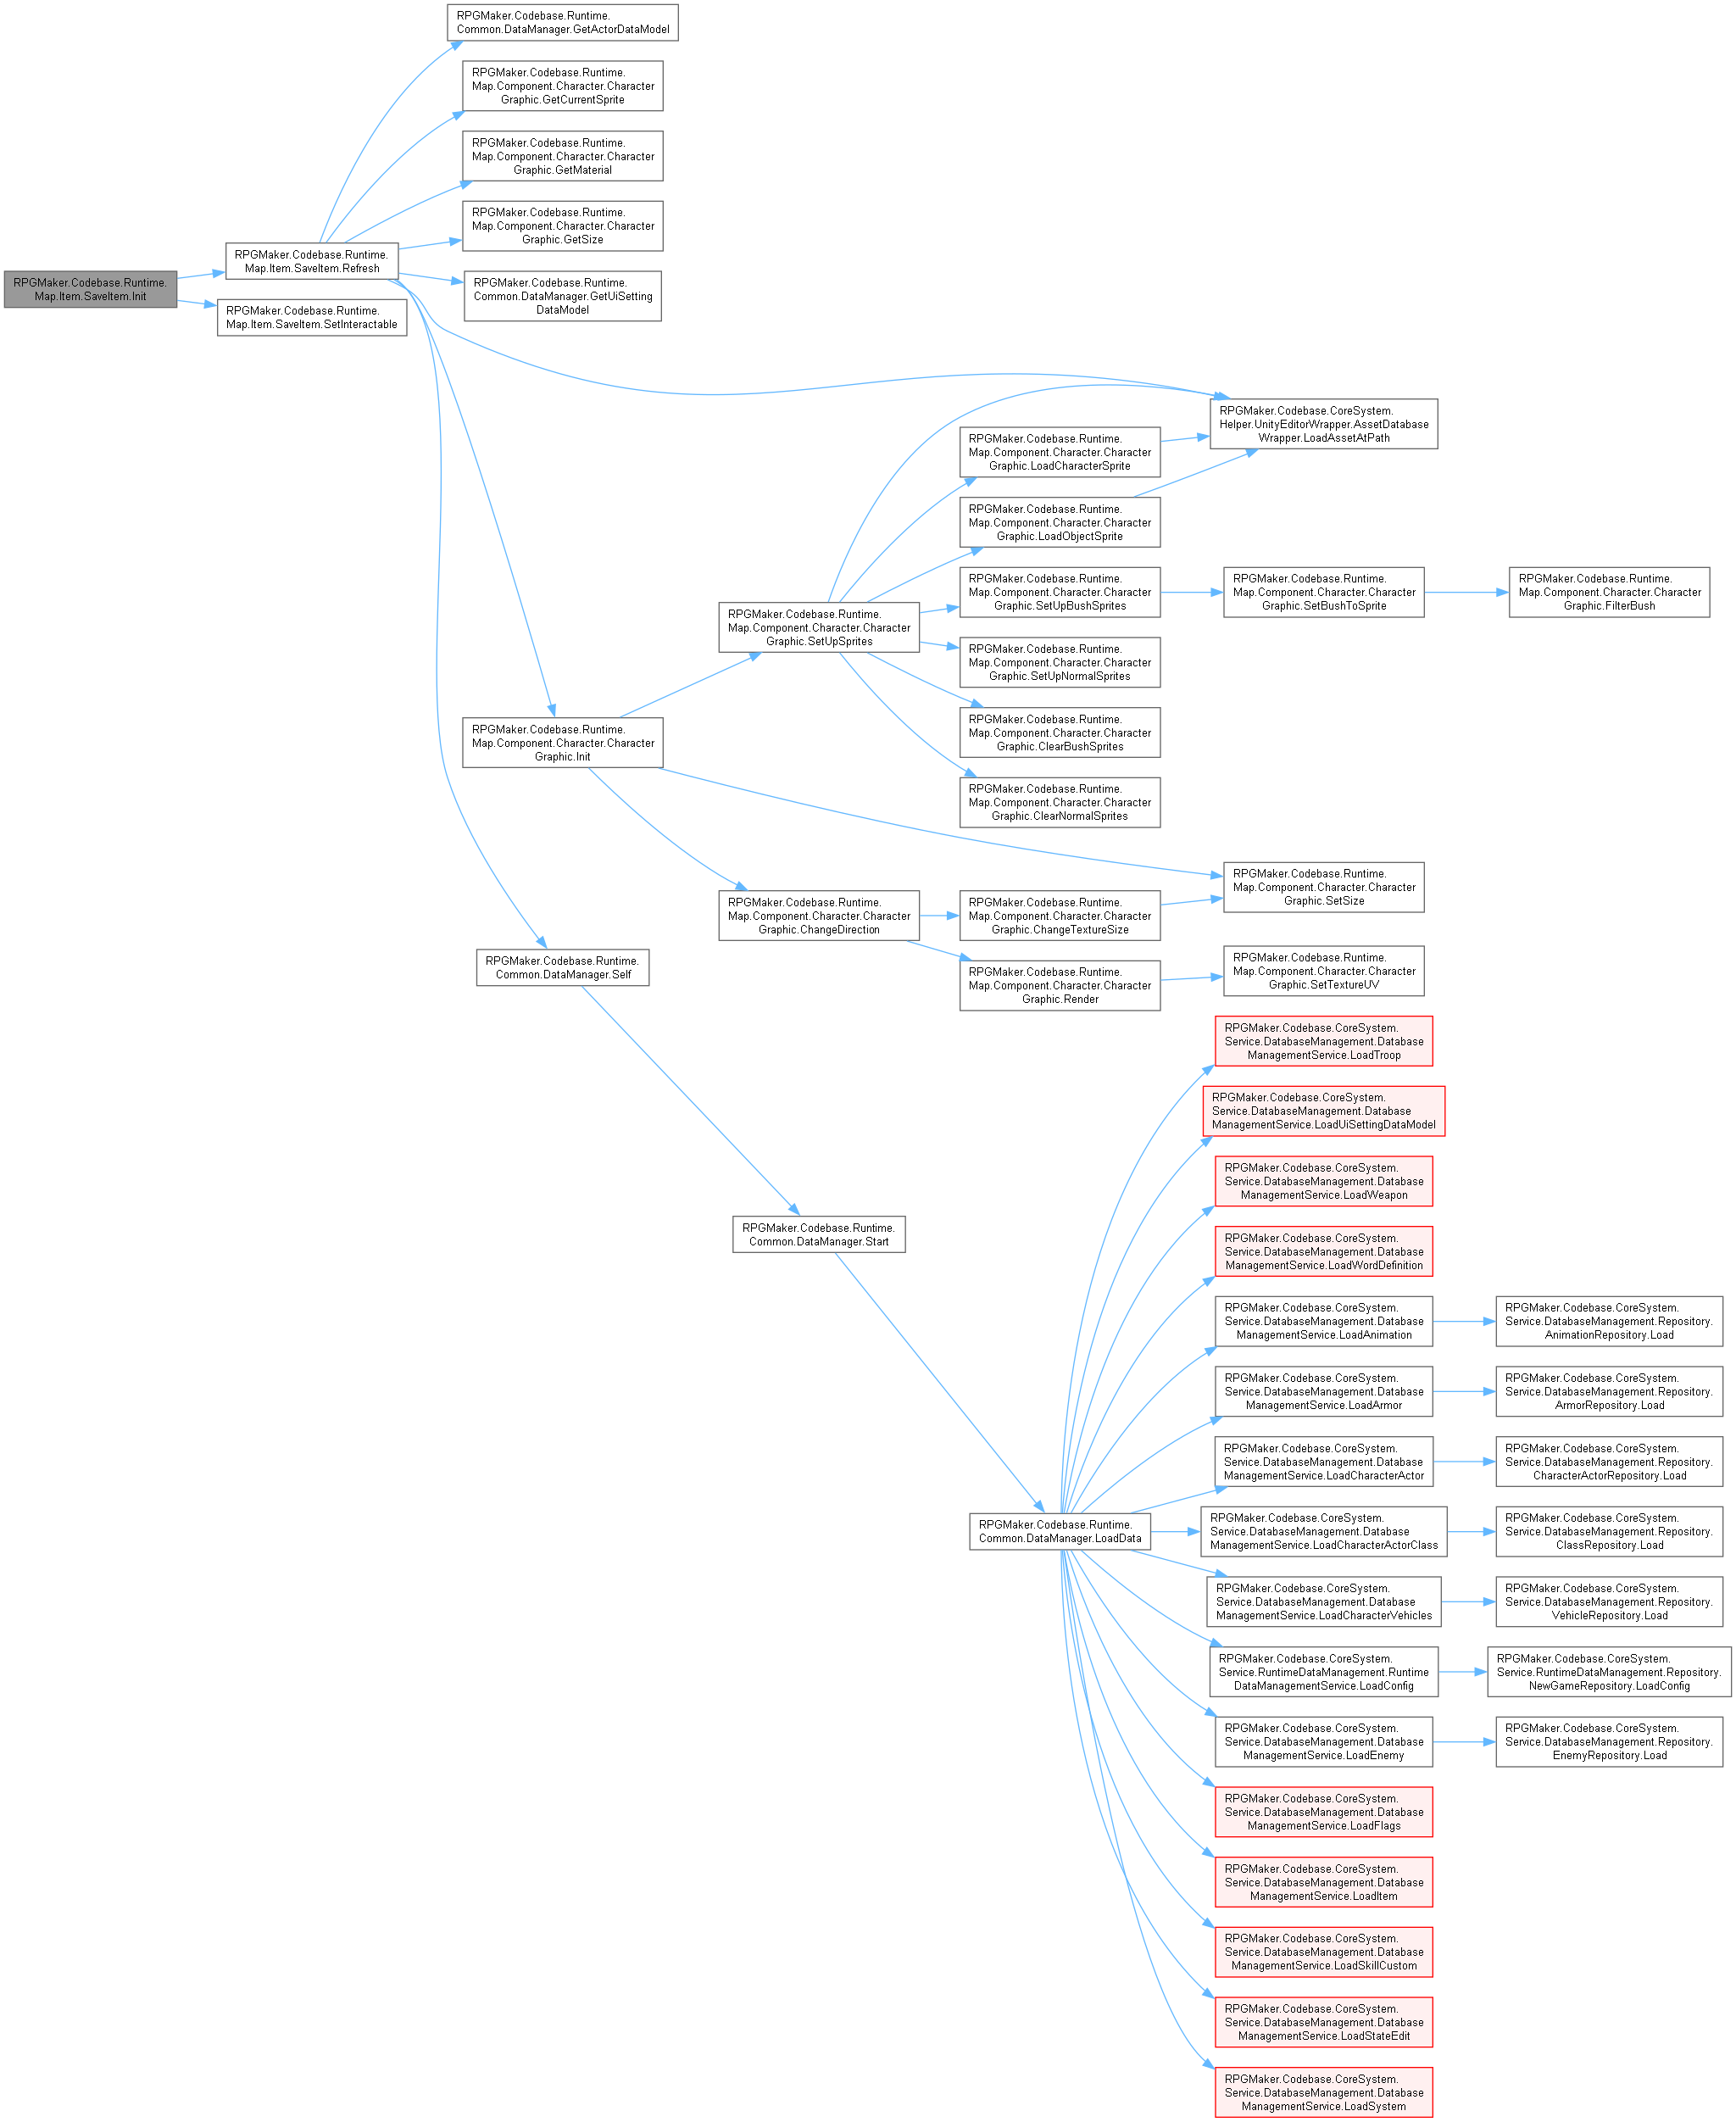 RPGMaker.Codebase.Runtime.
Common.DataManager.GetActorDataModel
RPGMaker.Codebase.Runtime.
Map.Component.Character.Character
Graphic.GetCurrentSprite
RPGMaker.Codebase.Runtime.
Map.Component.Character.Character
Graphic.GetMaterial
RPGMaker.Codebase.Runtime.
Map.Component.Character.Character
Graphic.GetSize
RPGMaker.Codebase.Runtime.
Map.Item.SaveItem.Refresh
RPGMaker.Codebase.Runtime.
Map.Item.SaveItem.Init
RPGMaker.Codebase.Runtime.
Common.DataManager.GetUiSetting
DataModel
RPGMaker.Codebase.Runtime.
Map.Item.SaveItem.SetInteractable
RPGMaker.Codebase.CoreSystem.
Helper.UnityEditorWrapper.AssetDatabase
Wrapper.LoadAssetAtPath
RPGMaker.Codebase.Runtime.
Map.Component.Character.Character
Graphic.LoadCharacterSprite
RPGMaker.Codebase.Runtime.
Map.Component.Character.Character
Graphic.LoadObjectSprite
RPGMaker.Codebase.Runtime.
Map.Component.Character.Character
Graphic.SetUpBushSprites
RPGMaker.Codebase.Runtime.
Map.Component.Character.Character
Graphic.SetBushToSprite
RPGMaker.Codebase.Runtime.
Map.Component.Character.Character
Graphic.FilterBush
RPGMaker.Codebase.Runtime.
Map.Component.Character.Character
Graphic.SetUpSprites
RPGMaker.Codebase.Runtime.
Map.Component.Character.Character
Graphic.SetUpNormalSprites
RPGMaker.Codebase.Runtime.
Map.Component.Character.Character
Graphic.ClearBushSprites
RPGMaker.Codebase.Runtime.
Map.Component.Character.Character
Graphic.Init
RPGMaker.Codebase.Runtime.
Map.Component.Character.Character
Graphic.ClearNormalSprites
RPGMaker.Codebase.Runtime.
Map.Component.Character.Character
Graphic.SetSize
RPGMaker.Codebase.Runtime.
Map.Component.Character.Character
Graphic.ChangeDirection
RPGMaker.Codebase.Runtime.
Map.Component.Character.Character
Graphic.ChangeTextureSize
RPGMaker.Codebase.Runtime.
Common.DataManager.Self
RPGMaker.Codebase.Runtime.
Map.Component.Character.Character
Graphic.Render
RPGMaker.Codebase.Runtime.
Map.Component.Character.Character
Graphic.SetTextureUV
RPGMaker.Codebase.CoreSystem.
Service.DatabaseManagement.Database
ManagementService.LoadTroop
RPGMaker.Codebase.CoreSystem.
Service.DatabaseManagement.Database
ManagementService.LoadUiSettingDataModel
RPGMaker.Codebase.CoreSystem.
Service.DatabaseManagement.Database
ManagementService.LoadWeapon
RPGMaker.Codebase.Runtime.
Common.DataManager.Start
RPGMaker.Codebase.CoreSystem.
Service.DatabaseManagement.Database
ManagementService.LoadWordDefinition
RPGMaker.Codebase.CoreSystem.
Service.DatabaseManagement.Database
ManagementService.LoadAnimation
RPGMaker.Codebase.CoreSystem.
Service.DatabaseManagement.Repository.
AnimationRepository.Load
RPGMaker.Codebase.CoreSystem.
Service.DatabaseManagement.Database
ManagementService.LoadArmor
RPGMaker.Codebase.CoreSystem.
Service.DatabaseManagement.Repository.
ArmorRepository.Load
RPGMaker.Codebase.CoreSystem.
Service.DatabaseManagement.Database
ManagementService.LoadCharacterActor
RPGMaker.Codebase.CoreSystem.
Service.DatabaseManagement.Repository.
CharacterActorRepository.Load
RPGMaker.Codebase.Runtime.
Common.DataManager.LoadData
RPGMaker.Codebase.CoreSystem.
Service.DatabaseManagement.Database
ManagementService.LoadCharacterActorClass
RPGMaker.Codebase.CoreSystem.
Service.DatabaseManagement.Repository.
ClassRepository.Load
RPGMaker.Codebase.CoreSystem.
Service.DatabaseManagement.Database
ManagementService.LoadCharacterVehicles
RPGMaker.Codebase.CoreSystem.
Service.DatabaseManagement.Repository.
VehicleRepository.Load
RPGMaker.Codebase.CoreSystem.
Service.RuntimeDataManagement.Runtime
DataManagementService.LoadConfig
RPGMaker.Codebase.CoreSystem.
Service.RuntimeDataManagement.Repository.
NewGameRepository.LoadConfig
RPGMaker.Codebase.CoreSystem.
Service.DatabaseManagement.Database
ManagementService.LoadEnemy
RPGMaker.Codebase.CoreSystem.
Service.DatabaseManagement.Repository.
EnemyRepository.Load
RPGMaker.Codebase.CoreSystem.
Service.DatabaseManagement.Database
ManagementService.LoadFlags
RPGMaker.Codebase.CoreSystem.
Service.DatabaseManagement.Database
ManagementService.LoadItem
RPGMaker.Codebase.CoreSystem.
Service.DatabaseManagement.Database
ManagementService.LoadSkillCustom
RPGMaker.Codebase.CoreSystem.
Service.DatabaseManagement.Database
ManagementService.LoadStateEdit
RPGMaker.Codebase.CoreSystem.
Service.DatabaseManagement.Database
ManagementService.LoadSystem